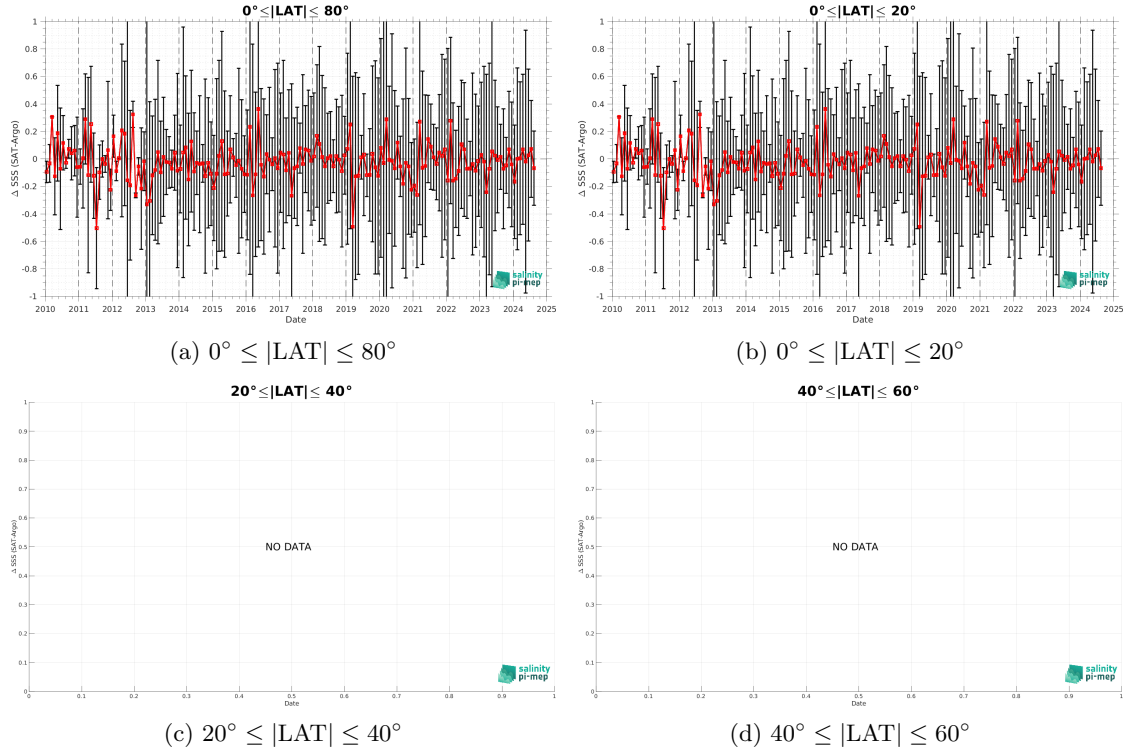 0°≤|LAT|≤ 80°
1
0.8
0.6
0.4
0.2
0
-0.2
-0.4
-0.6
-0.8
-1
Δ SSS (SAT-Argo)
2010 2011 2012 2013 2014 2015 2016 2017 2018 2019 2020 2021 2022 2023 2024 2025
Date
salinity
pi-mep
(a) 0° ≤ |LAT| ≤ 80°
0°≤|LAT|≤ 20°
1
0.8
0.6
0.4
0.2
0
-0.2
-0.4
-0.6
-0.8
-1
Δ SSS (SAT-Argo)
2010 2011 2012 2013 2014 2015 2016 2017 2018 2019 2020 2021 2022 2023 2024 2025
Date
salinity
pi-mep
(b) 0° ≤ |LAT| ≤ 20°
20°≤|LAT|≤ 40°
1
0.9
0.8
0.7
0.6
0.5
0.4
0.3
0.2
0.1
0
Δ SSS (SAT-Argo)
NO DATA
0 0.1 0.2 0.3 0.4 0.5 0.6 0.7 0.8 0.9 1
Date
salinity
pi-mep
(c) 20° ≤ |LAT| ≤ 40°
40°≤|LAT|≤ 60°
1
0.9
0.8
0.7
0.6
0.5
0.4
0.3
0.2
0.1
0
Δ SSS (SAT-Argo)
NO DATA
0 0.1 0.2 0.3 0.4 0.5 0.6 0.7 0.8 0.9 1
Date
salinity
pi-mep
(d) 40° ≤ |LAT| ≤ 60°